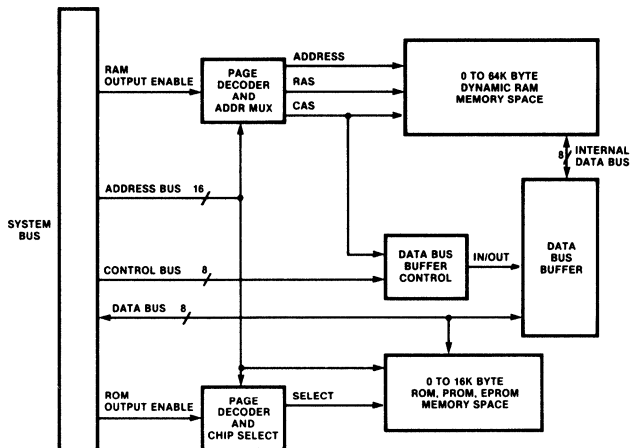 SYSTEM
BUS
RAM
OUTPUT ENABLE
PAGE
DECODER
AND
ADDR MUX
ADDRESS
RAS
CAS
0 TO 64K BYTE
DYNAMIC RAM
MEMORY SPACE
8
INTERNAL
DATA BUS
ADDRESS BUS 16
CONTROL BUS 8
DATA BUS 8
DATA BUS
BUFFER
CONTROL
IN/OUT
DATA
BUS
BUFFER
ROM
OUTPUT ENABLE
PAGE
DECODER
AND
CHIP SELECT
SELECT
0 TO 16K BYTE
ROM, PROM, EPROM
MEMORY SPACE